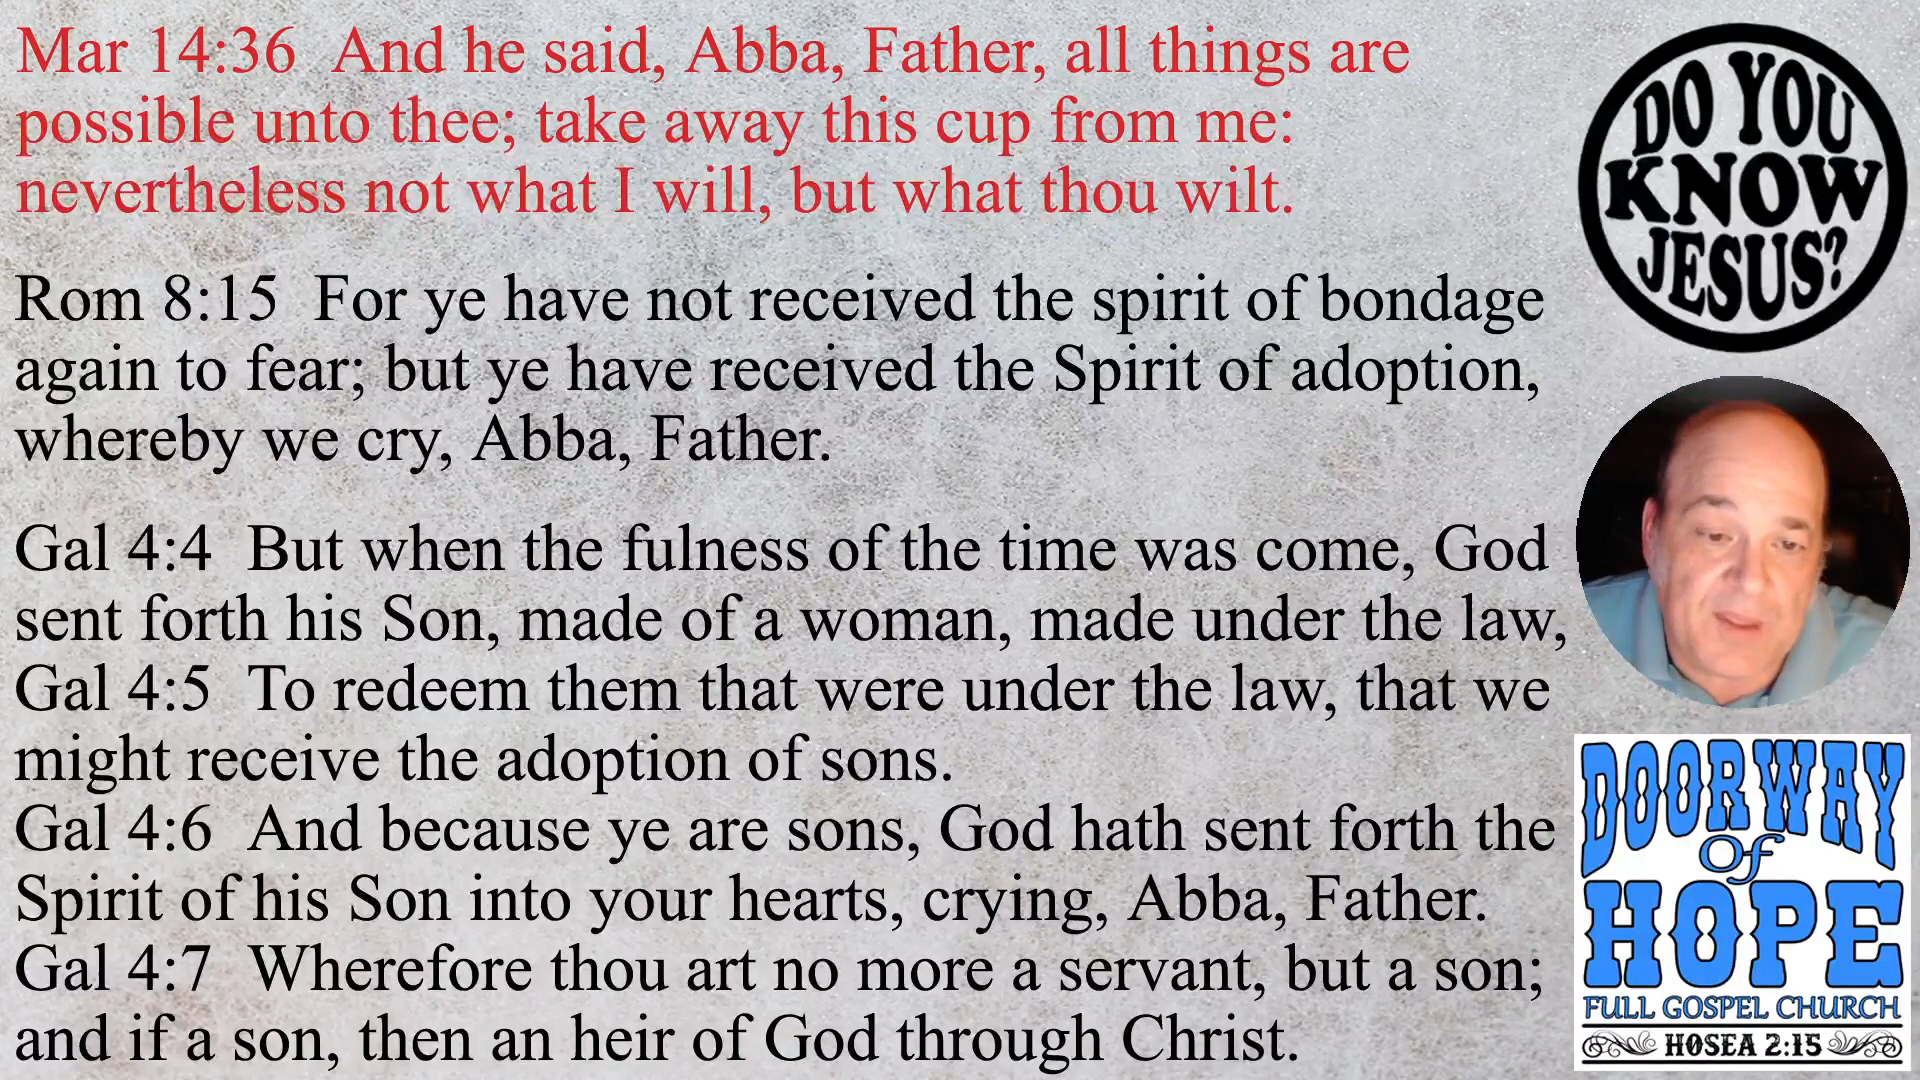 Mar 14:36  And he said, Abba, Father, all things are
possible unto thee; take away this cup from me:
nevertheless not what I will, but what thou wilt.
Rom 8:15  For ye have not received the spirit of bondage
again to fear; but ye have received the Spirit of adoption,
whereby we cry, Abba, Father.
Gal 4:4  But when the fulness of the time was come, God
sent forth his Son, made of a woman, made under the law,
Gal 4:5  To redeem them that were under the law, that we
might receive the adoption of sons.
Gal 4:6  And because ye are sons, God hath sent forth the
Spirit of his Son into your hearts, crying, Abba, Father.
Gal 4:7  Wherefore thou art no more a servant, but a son;
and if a son, then an heir of God through Christ.
DO YOU
KNOW
JESUS?
DOORWAY
Of
HOPE
FULL GOSPEL CHURCH
HOSEA 2:15